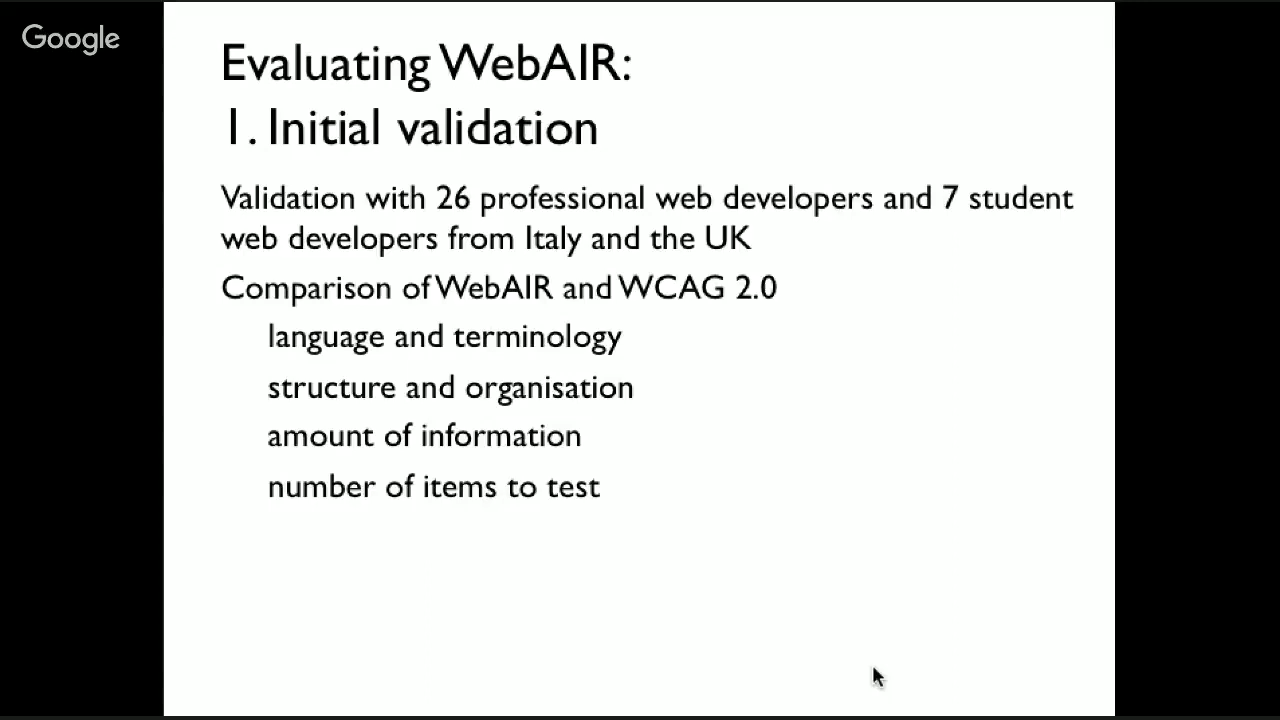 Google
Evaluating WebAIR:
1. Initial validation
Validation with 26 professional web developers and 7 student
web developers from Italy and the UK
Comparison of WebAIR and WCAG 2.0
language and terminology
structure and organisation
amount of information
number of items to test